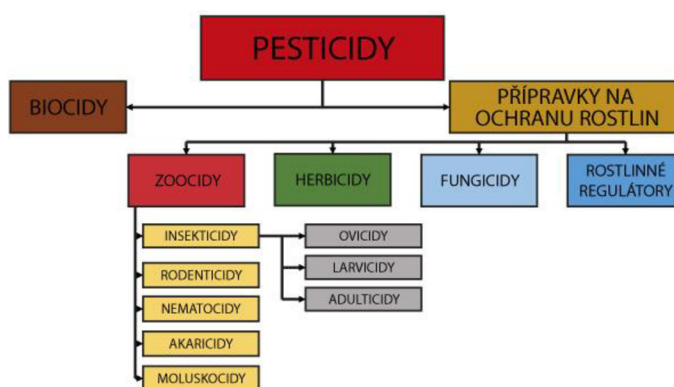 PESTICIDY
BIOCIDY
PŘÍPRAVKY NA
OCHRANU ROSTLIN
ZOOCIDY
HERBICIDY
FUNGICIDY
ROSTLINNÉ
REGULÁTORY
INSEKTICIDY
OVICIDY
RODENTICIDY
LARVICIDY
NEMATOCIDY
ADULTICIDY
AKARICIDY
MOLUSKOCIDY